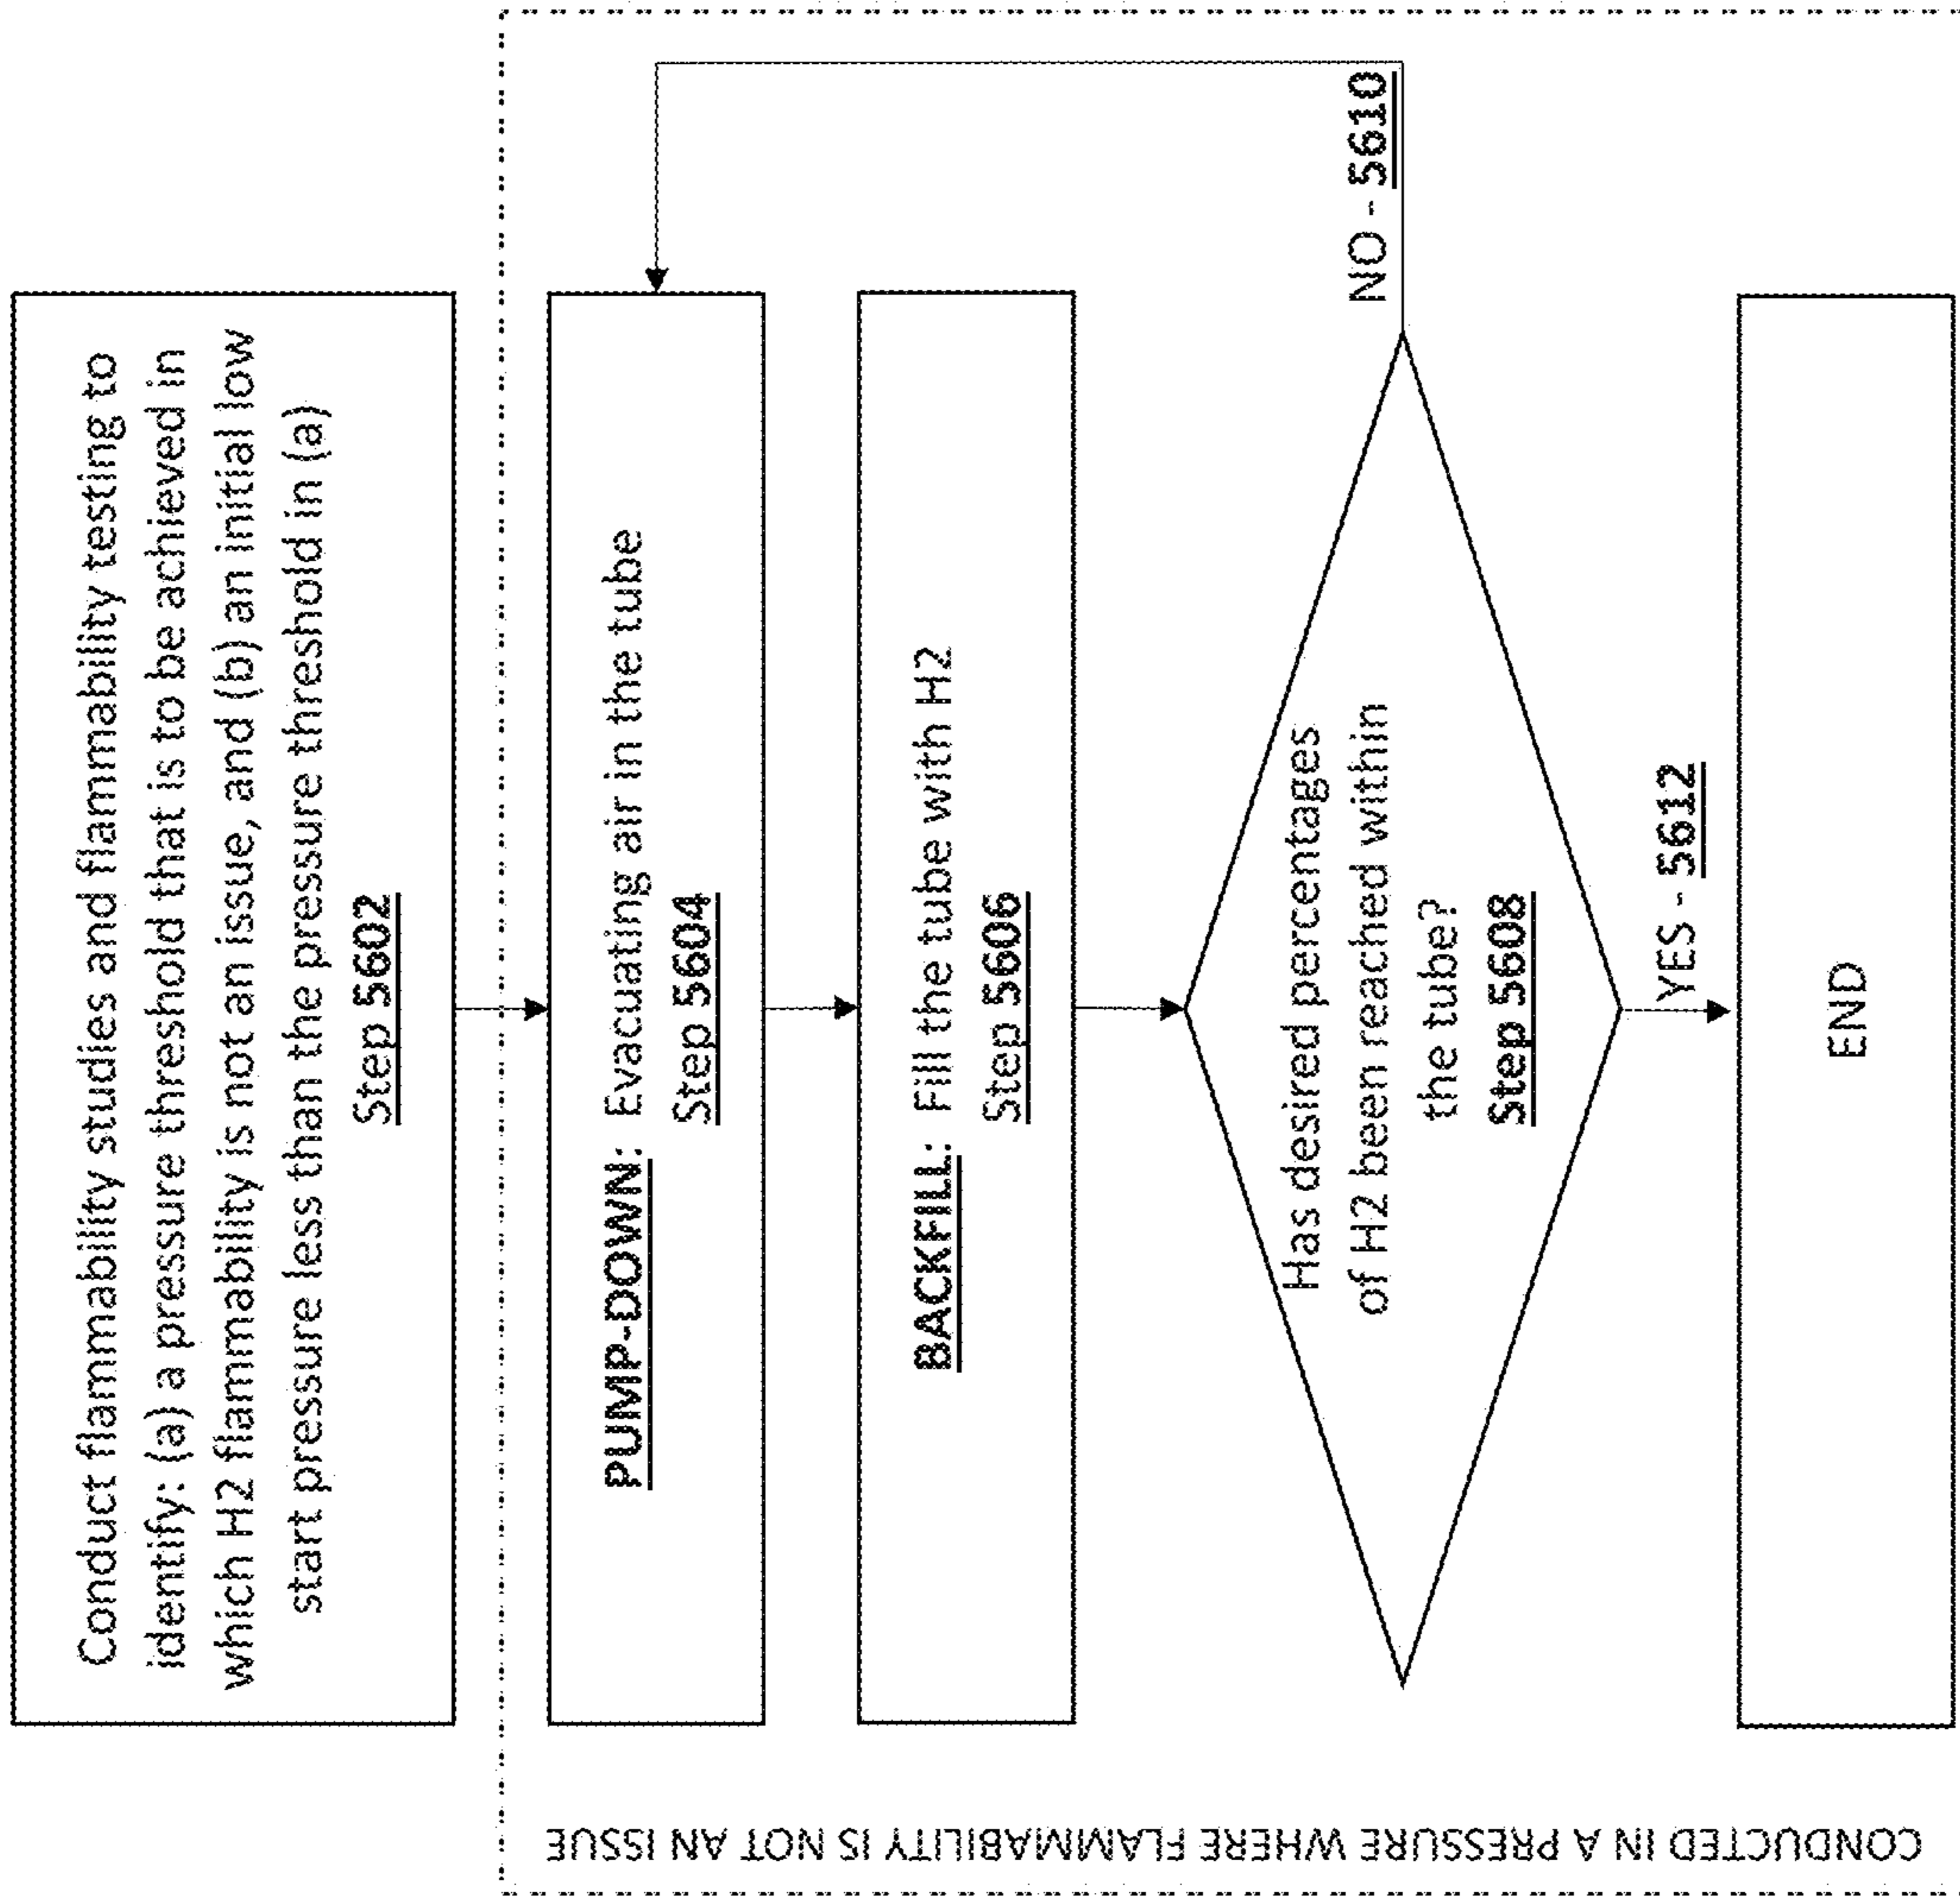 Conduct flammability studies and flammability testing to
identify: (a) a pressure threshold that is to be achieved in
which H2 flammability is not an issue, and (b) an initial low
start pressure less than the pressure threshold in (a)
Step 5602
PUMP-DOWN: Evacuating air in the tube
Step 5604
BACKFILL: Fill the tube with H2
Step 5606
Has desired percentages
of H2 been reached within
the tube?
Step 5608
NO - 5610
YES - 5612
END
CONDUCTED IN A PRESSURE WHERE FLAMMABILITY IS NOT AN ISSUE